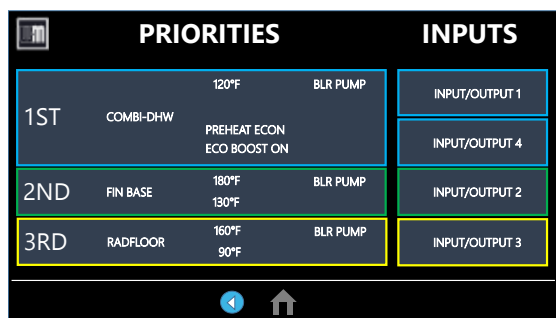 PRIORITIES INPUTS
1ST COMBI-DHW 120°F BLR PUMP
PREHEAT ECON
ECO BOOST ON
INPUT/OUTPUT 1
INPUT/OUTPUT 4
2ND FIN BASE 180°F BLR PUMP
130°F
INPUT/OUTPUT 2
3RD RADFLOOR 160°F BLR PUMP
90°F
INPUT/OUTPUT 3